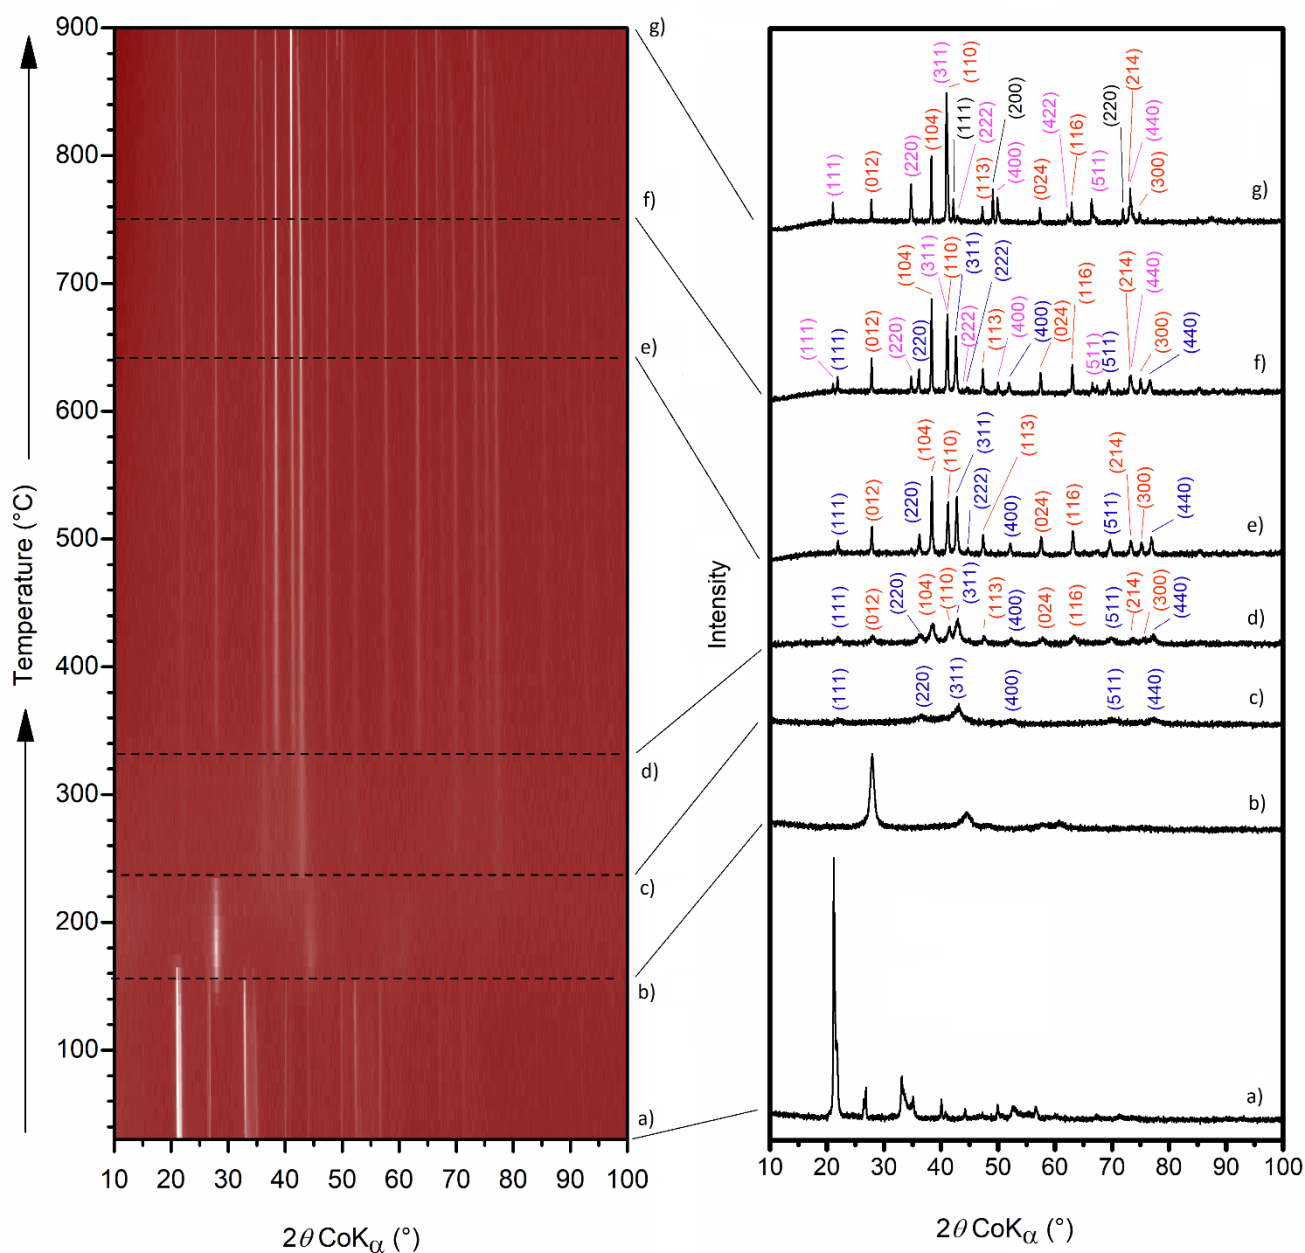 900
800
700
600
500
400
300
200
100
Temperature (°C)
10 20 30 40 50 60 70 80 90 100
2θ CoKα (°)
g)
f)
e)
d)
c)
b)
a)
Intensity
(111) (012) (220) (104) (311) (110) (111) (222) (200) (113) (400) (024) (422) (116) (511) (220) (214) (440) (300) g)
(111) (111) (012) (220) (220) (104) (311) (110) (311) (222) (222) (113) (400) (400) (024) (116) (511) (511) (214) (440) (300) (440) f)
(111) (012) (220) (104) (110) (311) (222) (113) (400) (024) (116) (511) (214) (300) (440) e)
(111) (012) (220) (104) (110) (311) (113) (400) (024) (116) (511) (214) (300) (440) d)
(111) (220) (311) (400) (511) (440) c)
b)
a)
10 20 30 40 50 60 70 80 90 100
2θ CoKα (°)